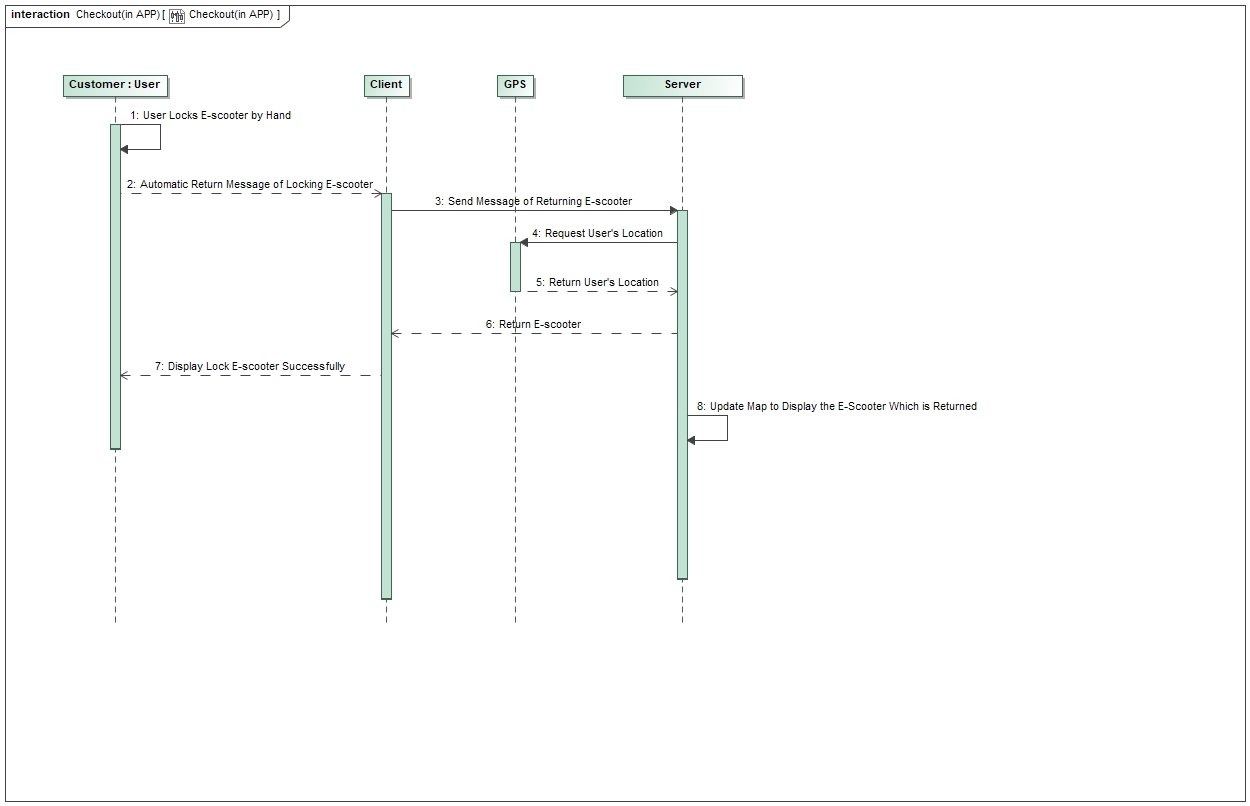 interaction Checkout(in APP) [ Checkout(in APP) ]
Customer : User
Client
GPS
Server
1: User Locks E-scooter by Hand
2: Automatic Return Message of Locking E-scooter
3: Send Message of Returning E-scooter
4: Request User's Location
5: Return User's Location
6: Return E-scooter
7: Display Lock E-scooter Successfully
8: Update Map to Display the E-Scooter Which is Returned